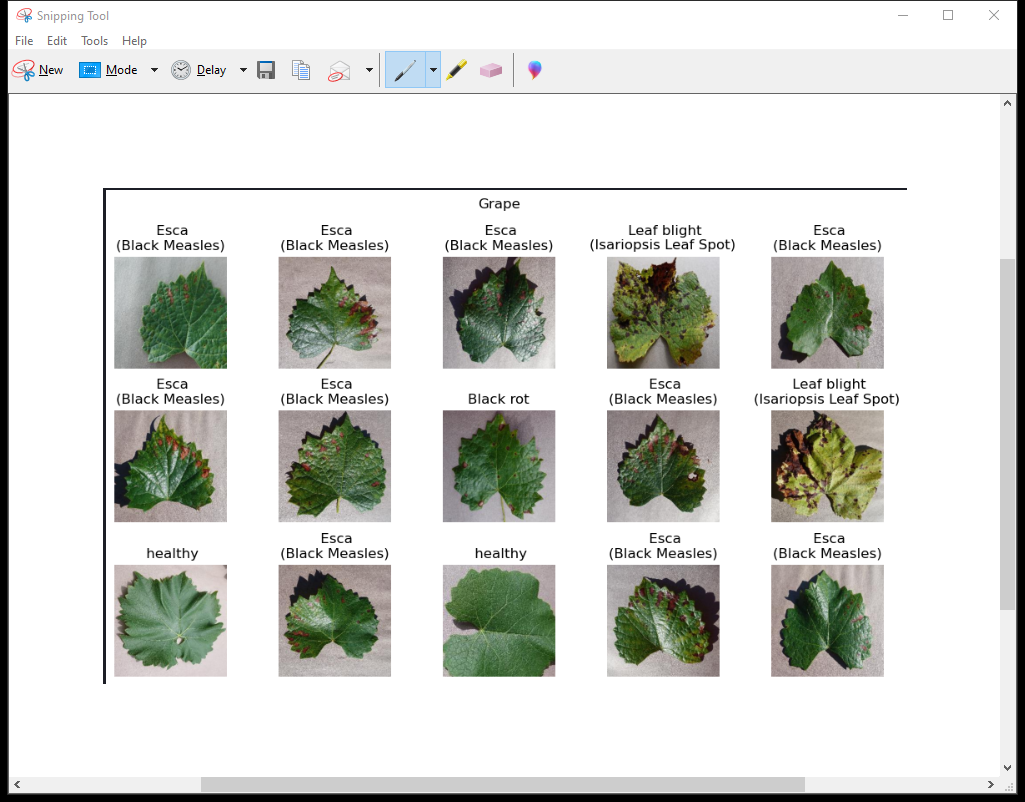 Snipping Tool
File Edit Tools Help
New Mode Delay
Grape
Esca Esca Esca Leaf blight Esca
(Black Measles) (Black Measles) (Black Measles) (Isariopsis Leaf Spot) (Black Measles)
Esca Esca Esca Leaf blight
(Black Measles) (Black Measles) Black rot (Black Measles) (Isariopsis Leaf Spot)
Esca Esca Esca
healthy (Black Measles) healthy (Black Measles) (Black Measles)